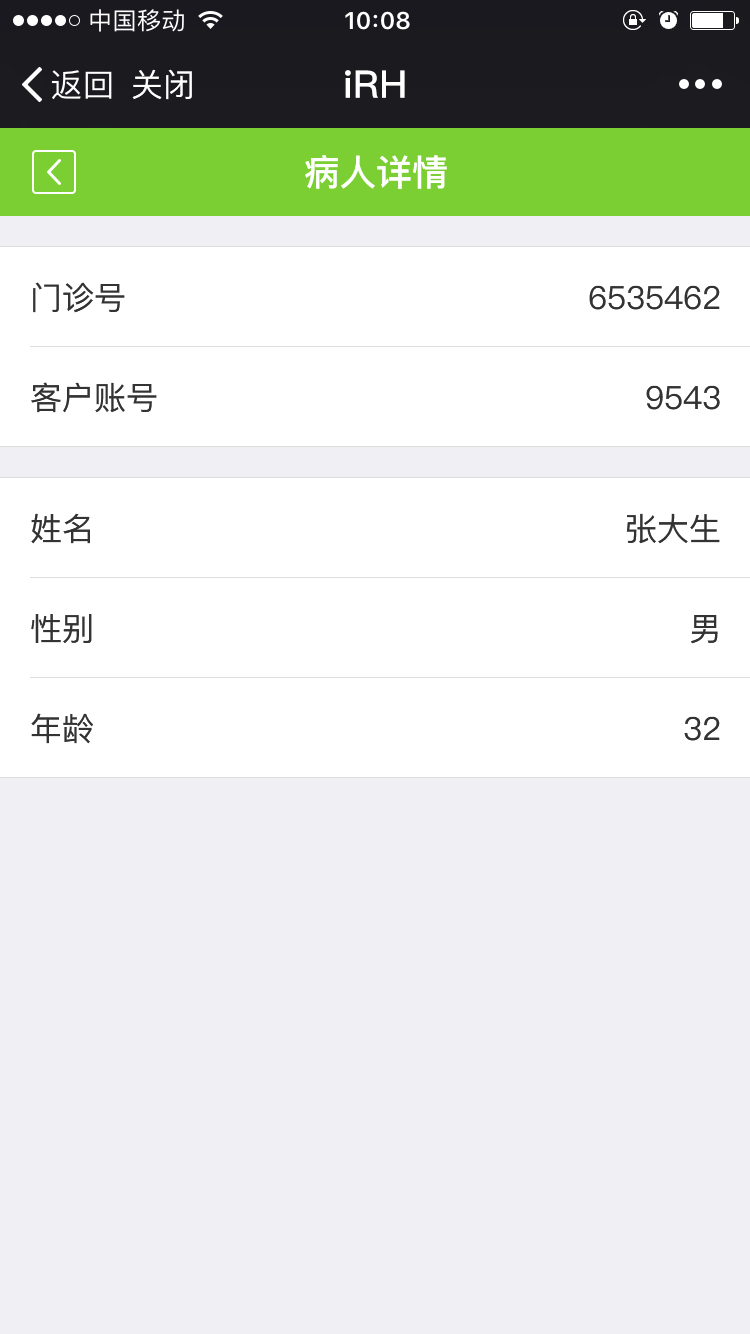 中国移动 10:08
返回 关闭 iRH
病人详情
门诊号 6535462
客户账号 9543
姓名 张大生
性别 男
年龄 32